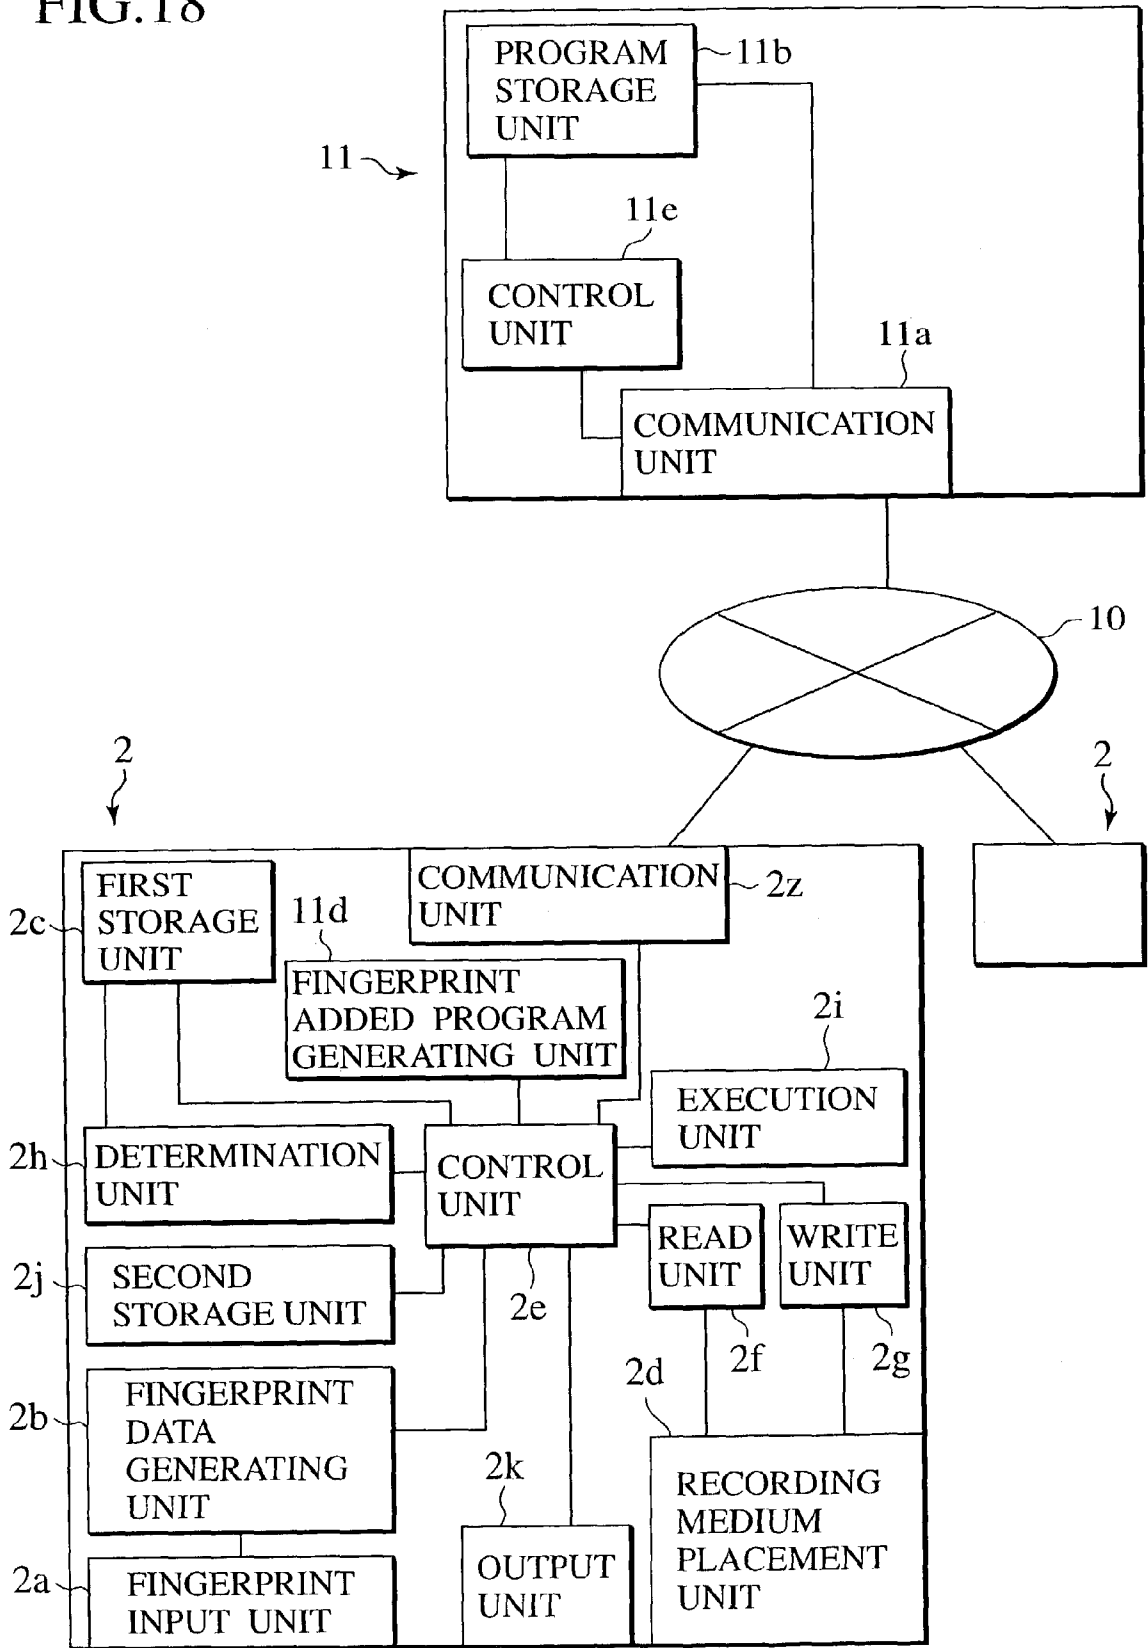 FIG.18
PROGRAM
STORAGE
UNIT
11b
11
11e
CONTROL
UNIT
11a
COMMUNICATION
UNIT
10
2
2
FIRST
STORAGE
UNIT
2c
COMMUNICATION
UNIT
2z
11d
FINGERPRINT
ADDED PROGRAM
GENERATING UNIT
2i
EXECUTION
UNIT
2h
DETERMINATION
UNIT
CONTROL
UNIT
2e
READ
UNIT
2f
WRITE
UNIT
2g
2j
SECOND
STORAGE UNIT
2b
FINGERPRINT
DATA
GENERATING
UNIT
2d
RECORDING
MEDIUM
PLACEMENT
UNIT
2k
OUTPUT
UNIT
2a
FINGERPRINT
INPUT UNIT